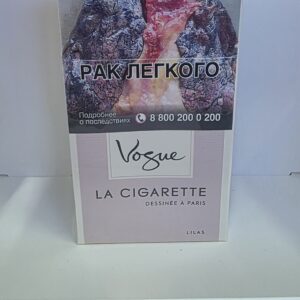 РАК ЛЕГКОГО
Подробнее
о последствиях 8 800 200 0 200
Vogue
LA CIGARETTE
DESSINÉE À PARIS
LILAS